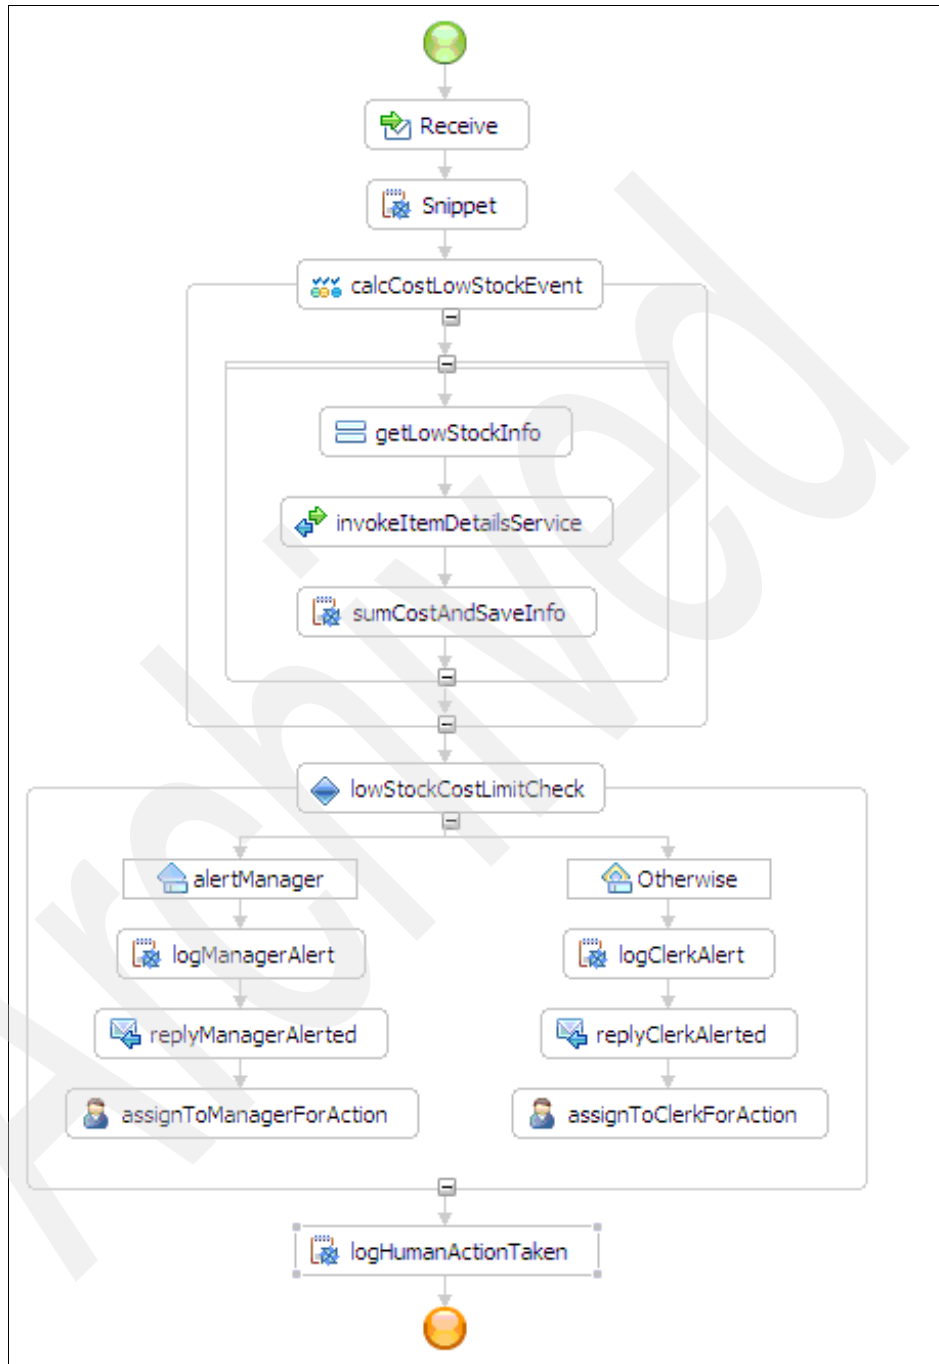 Receive
Snippet
calcCostLowStockEvent
getLowStockInfo
invokeItemDetailsService
sumCostAndSaveInfo
lowStockCostLimitCheck
alertManager
Otherwise
logManagerAlert
logClerkAlert
replyManagerAlerted
replyClerkAlerted
assignToManagerForAction
assignToClerkForAction
logHumanActionTaken
Archived